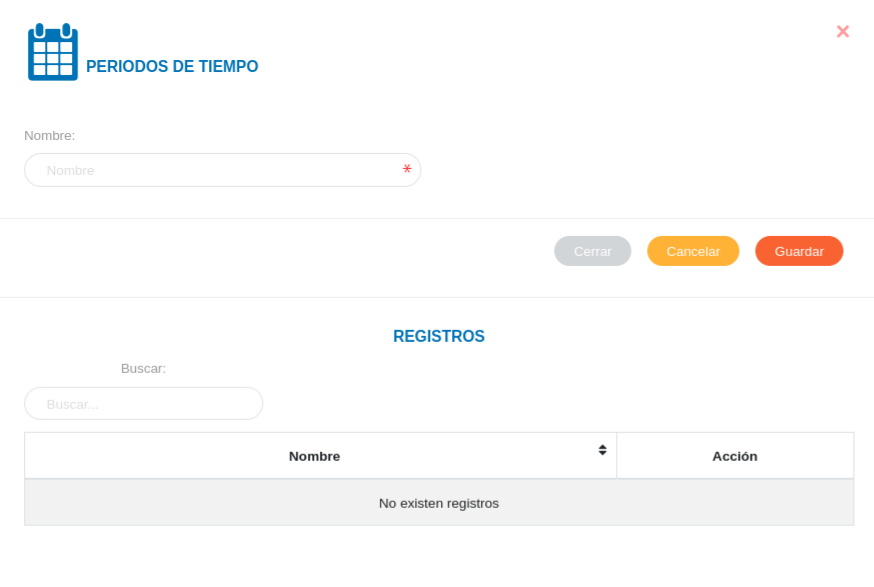 PERIODOS DE TIEMPO
Nombre:
Nombre *
Cerrar Cancelar Guardar
REGISTROS
Buscar:
Buscar...
Nombre Acción
No existen registros